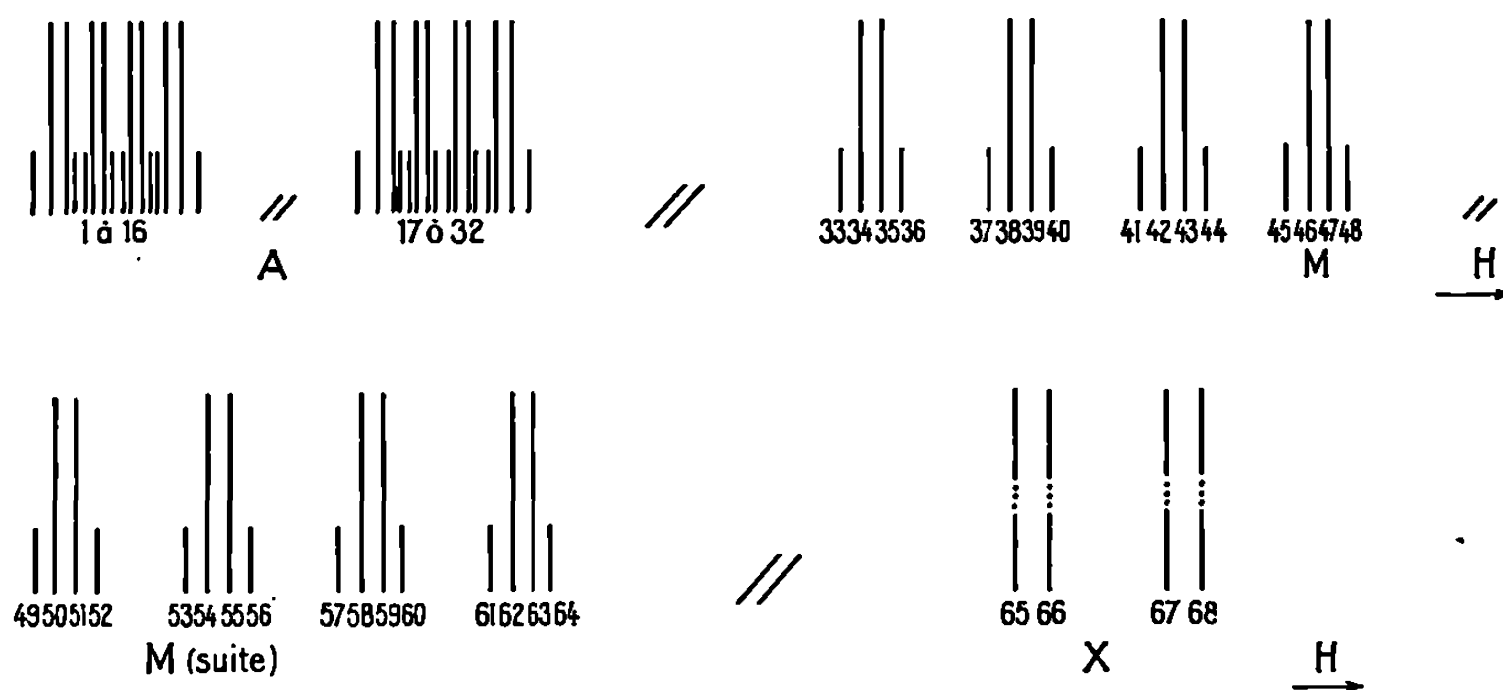 1 à 16 17 à 32 33 34 35 36 37 38 39 40 41 42 43 44 45 46 47 48
A M H
49 50 51 52 53 54 55 56 57 58 59 60 61 62 63 64 65 66 67 68
M (suite) X H